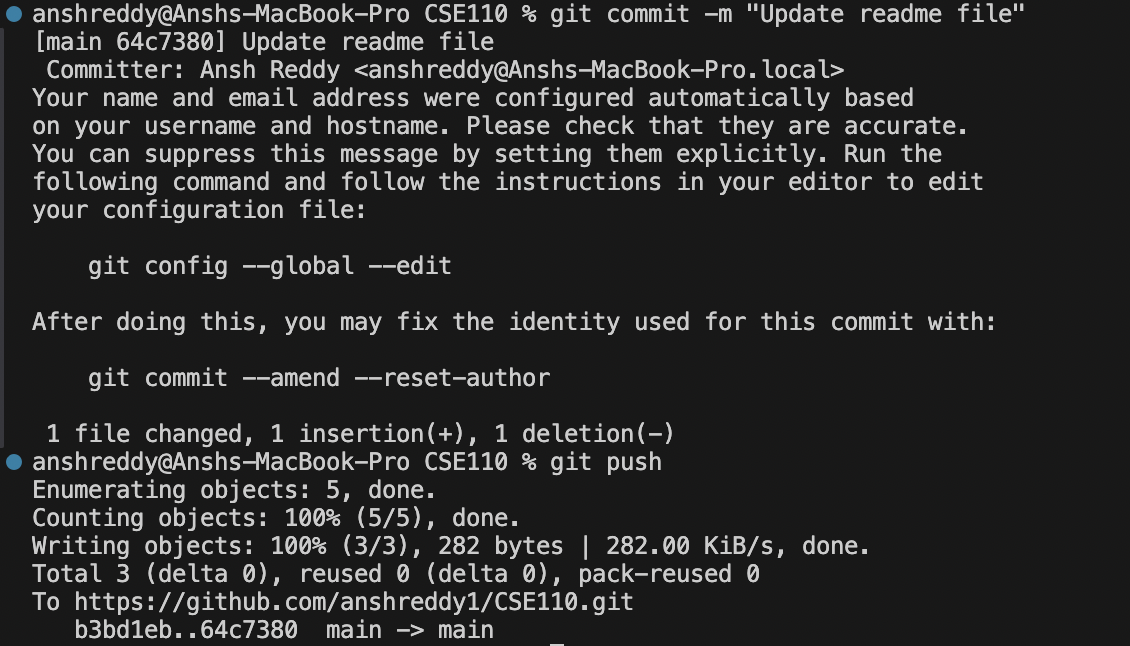 anshreddy@Anshs-MacBook-Pro CSE110 % git commit -m "Update readme file"
[main 64c7380] Update readme file
 Committer: Ansh Reddy <anshreddy@Anshs-MacBook-Pro.local>
Your name and email address were configured automatically based
on your username and hostname. Please check that they are accurate.
You can suppress this message by setting them explicitly. Run the
following command and follow the instructions in your editor to edit
your configuration file:

    git config --global --edit

After doing this, you may fix the identity used for this commit with:

    git commit --amend --reset-author

 1 file changed, 1 insertion(+), 1 deletion(-)
anshreddy@Anshs-MacBook-Pro CSE110 % git push
Enumerating objects: 5, done.
Counting objects: 100% (5/5), done.
Writing objects: 100% (3/3), 282 bytes | 282.00 KiB/s, done.
Total 3 (delta 0), reused 0 (delta 0), pack-reused 0
To https://github.com/anshreddy1/CSE110.git
   b3bd1eb..64c7380  main -> main